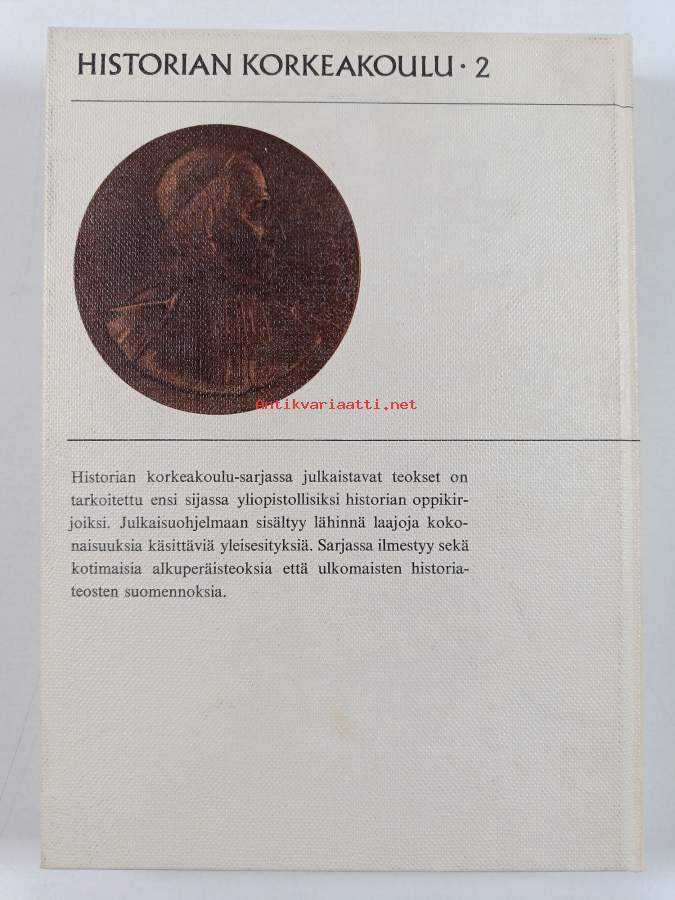 HISTORIAN KORKEAKOULU · 2
Antikvariaatti.net
Historian korkeakoulu-sarjassa julkaistavat teokset on
tarkoitettu ensi sijassa yliopistollisiksi historian oppikir-
joiksi. Julkaisuohjelmaan sisältyy lähinnä laajoja koko-
naisuuksia käsittäviä yleisesityksiä. Sarjassa ilmestyy sekä
kotimaisia alkuperäisteoksia että ulkomaisten historia-
teosten suomennoksia.